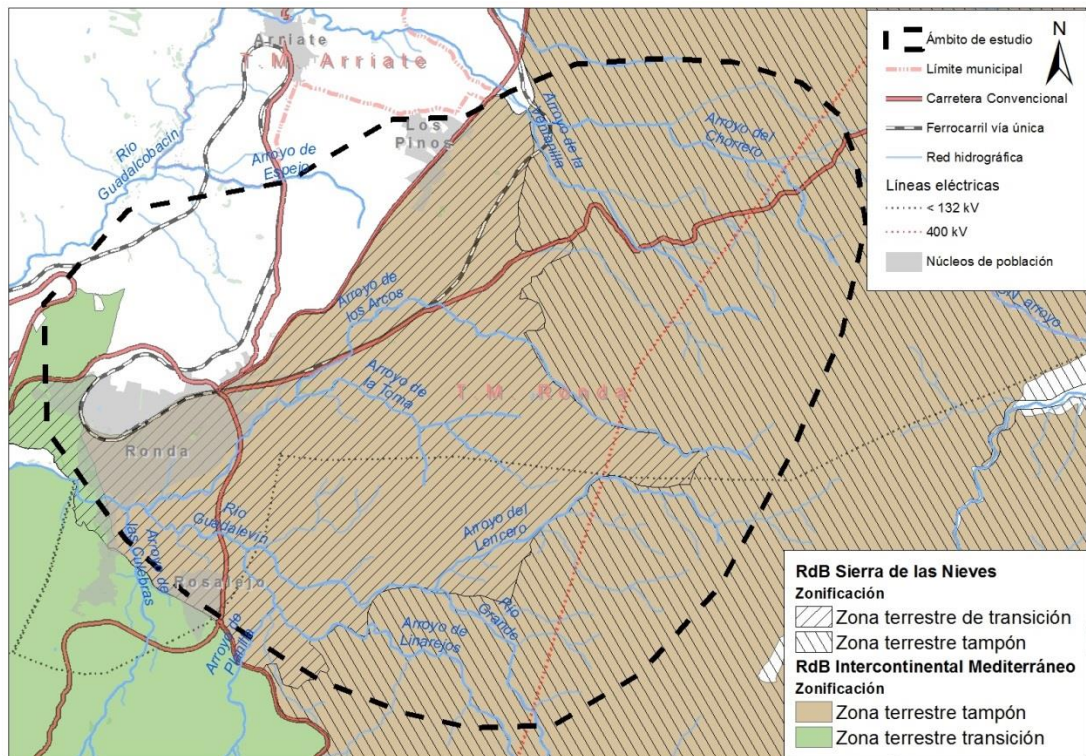 Arriate
T. M. Arriate
Los
Pinos
Río
Guadalcobacín
Arroyo de
Espejo
Arroyo de la
Ventanilla
Arroyo del
Chorrero
Arroyo de
los Arcos
Arroyo de
la Toma
T M Ronda
N. arroyo
Ronda
Río
Guadalevín
Arroyo del
Lencero
Arroyo de
las Culebras
Rosalejo
Río
Grande
Arroyo de
Linarejos
Arroyo de
Ámbito de estudio
N
Límite municipal
Carretera Convencional
Ferrocarril vía única
Red hidrográfica
Líneas eléctricas
< 132 kV
400 kV
Núcleos de población
RdB Sierra de las Nieves
Zonificación
Zona terrestre de transición
Zona terrestre tampón
RdB Intercontinental Mediterráneo
Zonificación
Zona terrestre tampón
Zona terrestre transición